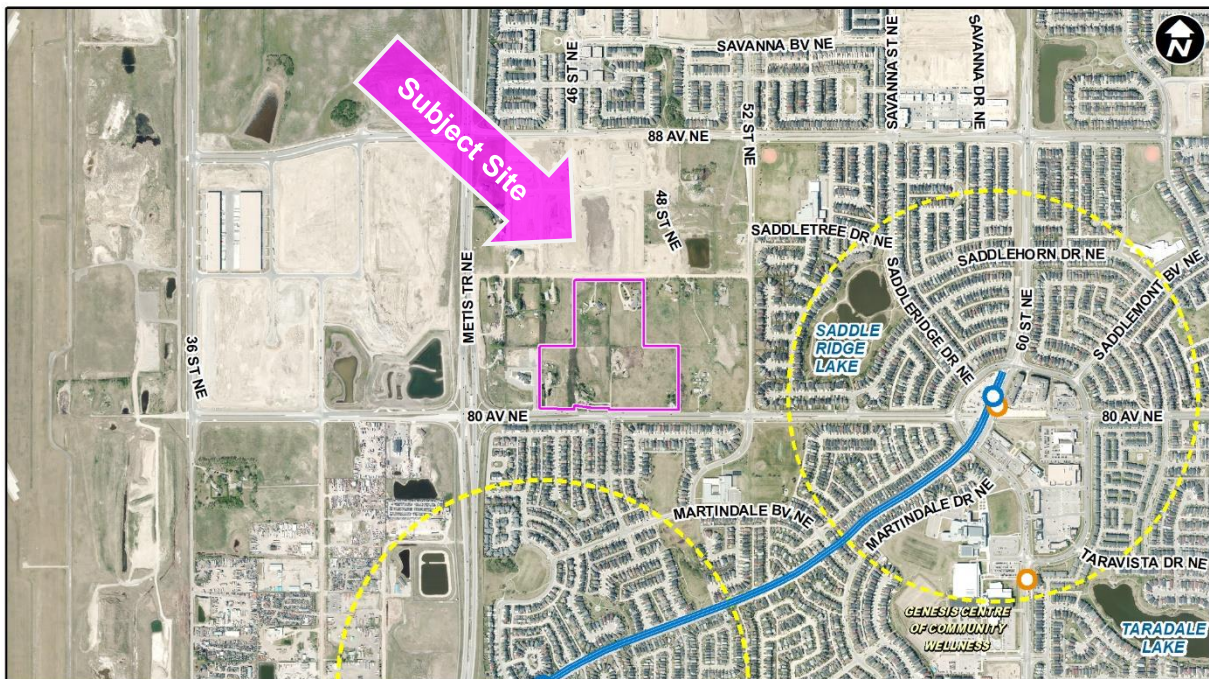 SAVANNA BV NE
46 ST NE
SAVANNA ST NE
SAVANNA DR NE
N
Subject Site
52 ST NE
88 AV NE
48 ST NE
METIS TR NE
36 ST NE
SADDLETREE DR NE
SADDLEHORN DR NE
SADDLERIDGE DR NE
60 ST NE
SADDLEMONT BV NE
SADDLE
RIDGE
LAKE
80 AV NE
80 AV NE
MARTINDALE BV NE
MARTINDALE DR NE
TARAVISTA DR NE
GENESIS CENTRE
OF COMMUNITY
WELLNESS
TARADALE
LAKE